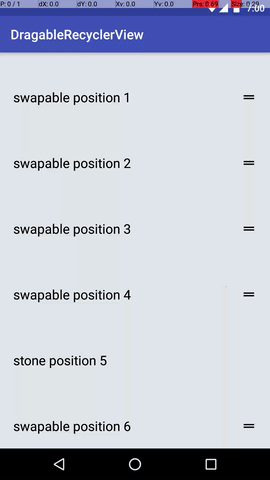 P: 0 / 1 dX: 0.0 dY: 0.0 Xv: 0.0 Yv: 0.0 Prs: 0.69 Size: 0.29
7:00
DragableRecyclerView
swapable position 1
swapable position 2
swapable position 3
swapable position 4
stone position 5
swapable position 6